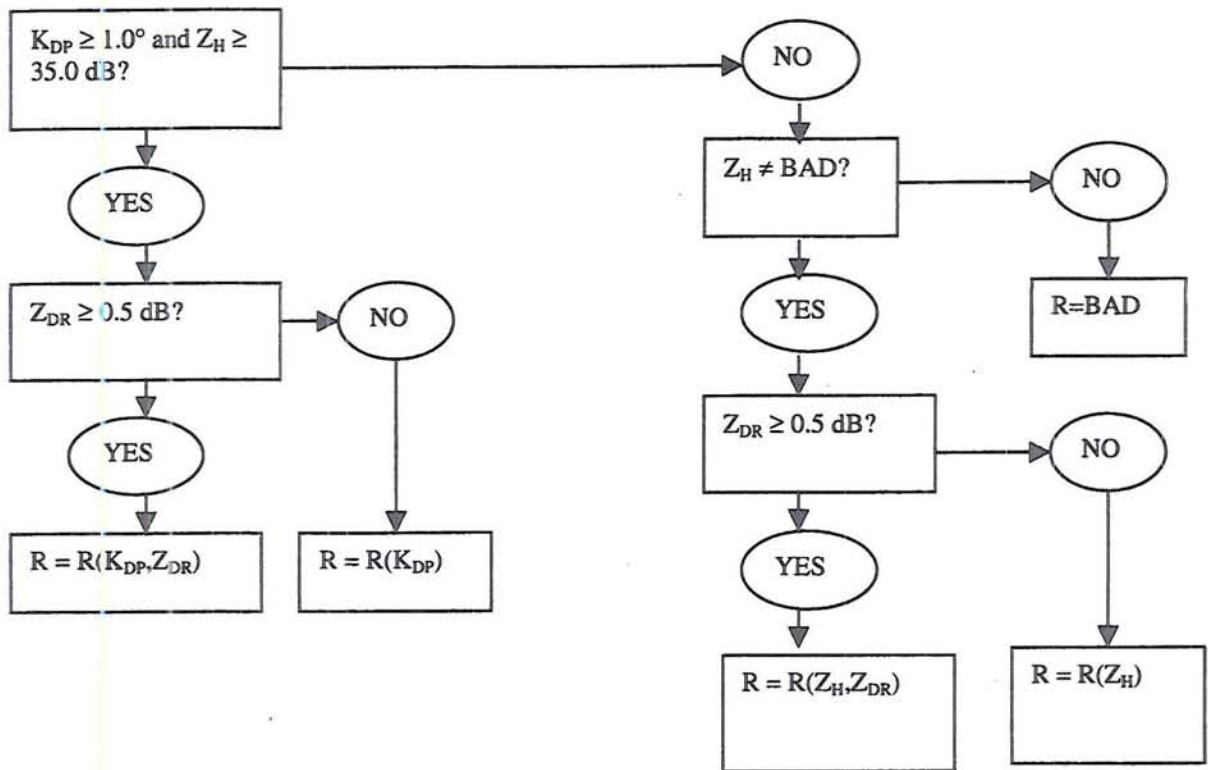 K_DP ≥ 1.0° and Z_H ≥
35.0 dB?
NO
YES
Z_H ≠ BAD?
NO
R=BAD
Z_DR ≥ 0.5 dB?
NO
YES
YES
Z_DR ≥ 0.5 dB?
NO
R = R(K_DP,Z_DR)
R = R(K_DP)
YES
R = R(Z_H,Z_DR)
R = R(Z_H)